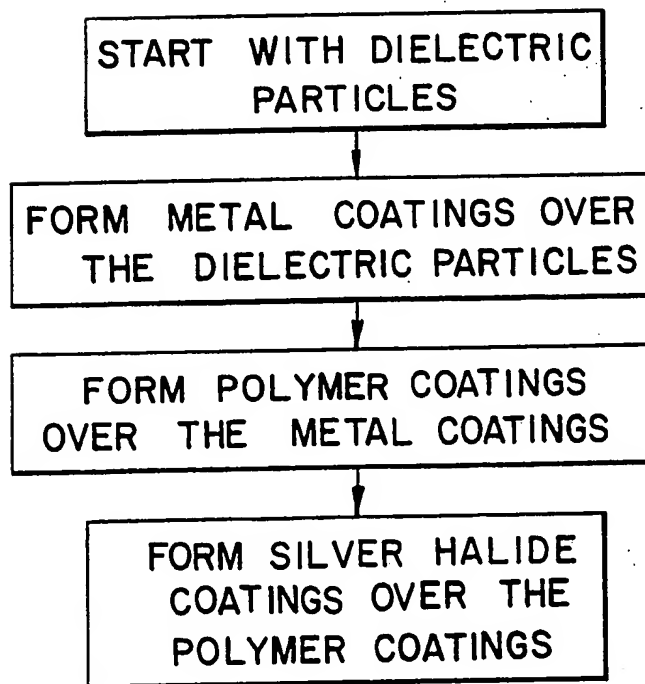 START WITH DIELECTRIC
PARTICLES
FORM METAL COATINGS OVER
THE DIELECTRIC PARTICLES
FORM POLYMER COATINGS
OVER THE METAL COATINGS
FORM SILVER HALIDE
COATINGS OVER THE
POLYMER COATINGS